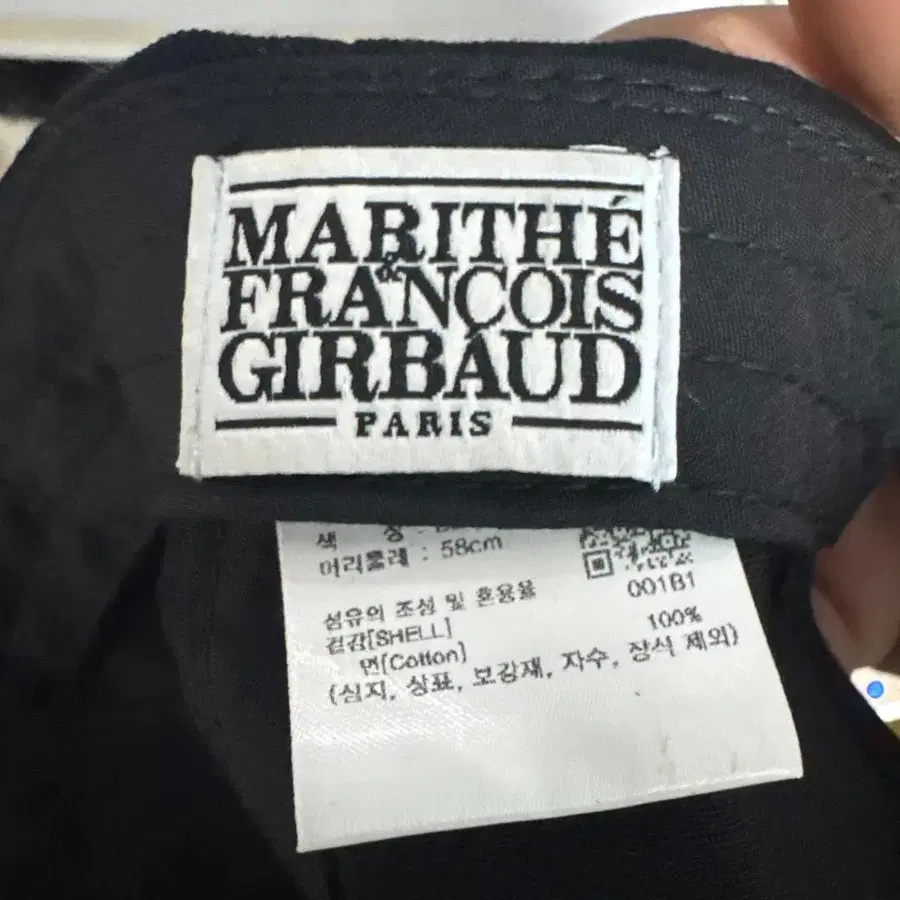 MARITHÉ
&
FRANÇOIS
GIRBAUD
PARIS
색 상 :
머리둘레 : 58cm
001B1
섬유의 조성 및 혼용율
겉감[SHELL]
면[Cotton] 100%
(심지, 상표, 보강재, 자수, 장식 제외)